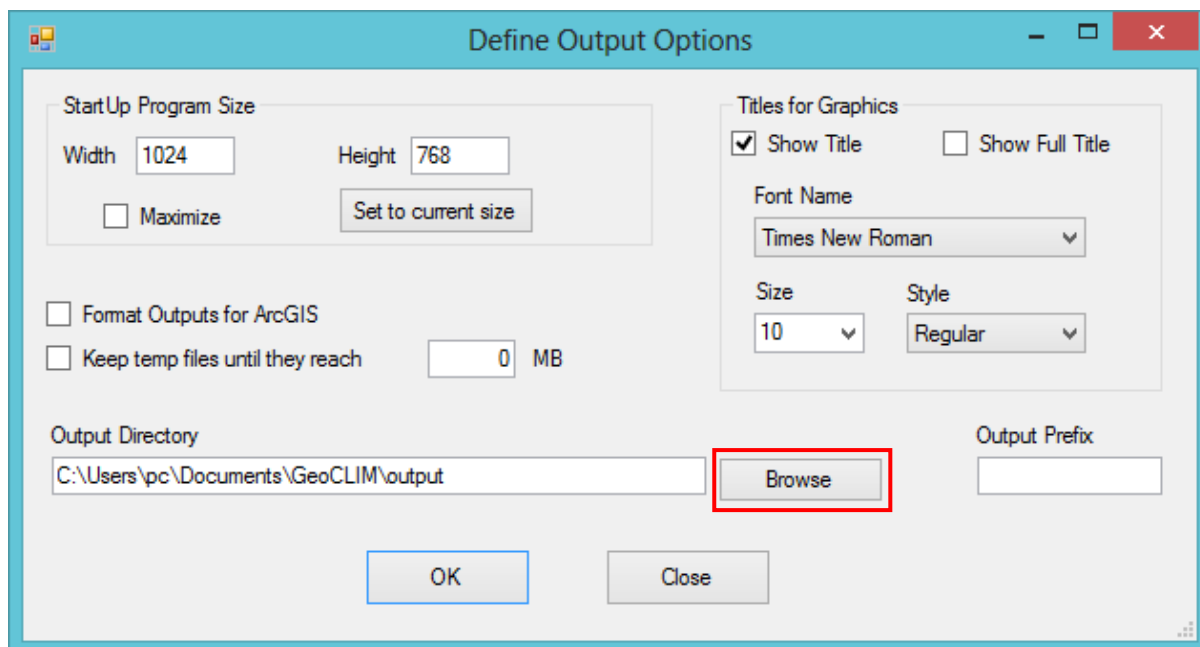 Define Output Options
StartUp Program Size
Width 1024 Height 768
Maximize Set to current size
Titles for Graphics
Show Title Show Full Title
Font Name
Times New Roman
Size Style
10 Regular
Format Outputs for ArcGIS
Keep temp files until they reach 0 MB
Output Directory Output Prefix
C:\Users\pc\Documents\GeoCLIM\output Browse
OK Close